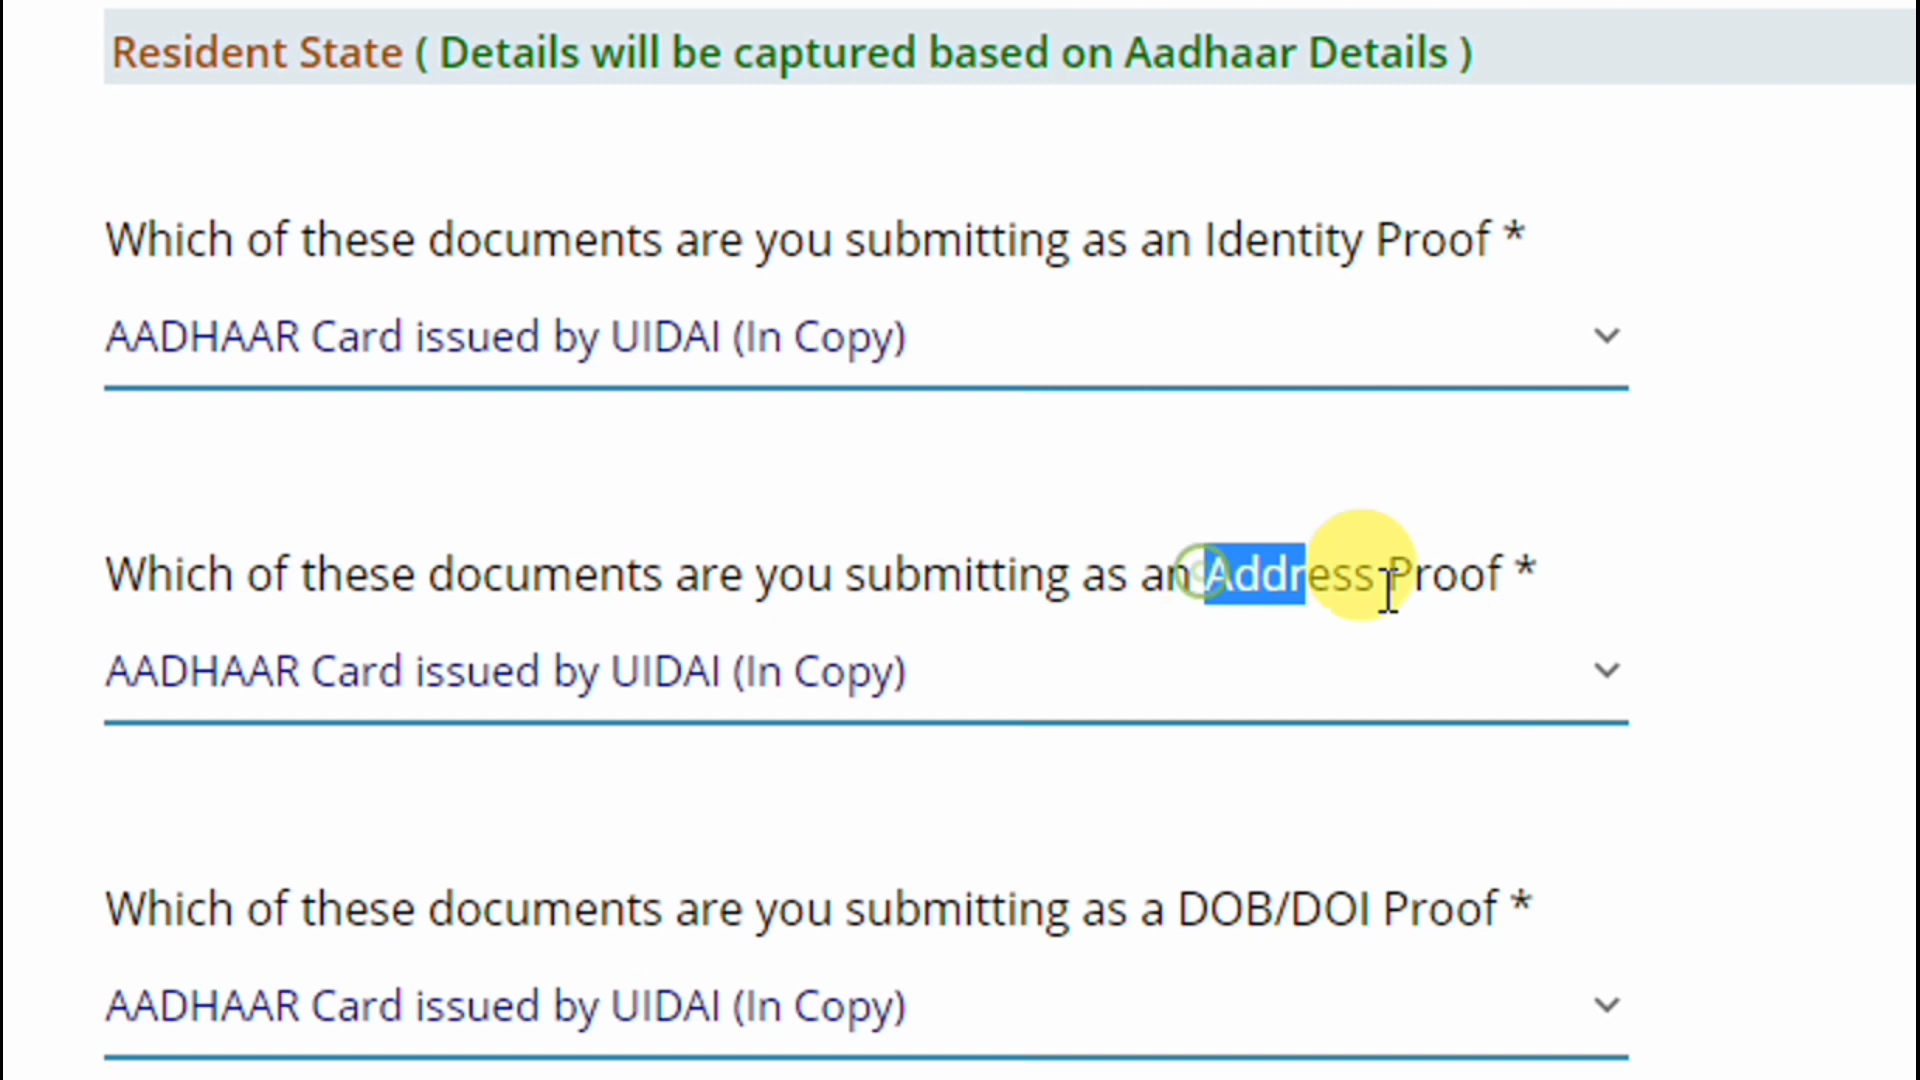 Resident State ( Details will be captured based on Aadhaar Details )
Which of these documents are you submitting as an Identity Proof *
AADHAAR Card issued by UIDAI (In Copy)
Which of these documents are you submitting as an Address Proof *
AADHAAR Card issued by UIDAI (In Copy)
Which of these documents are you submitting as a DOB/DOI Proof *
AADHAAR Card issued by UIDAI (In Copy)